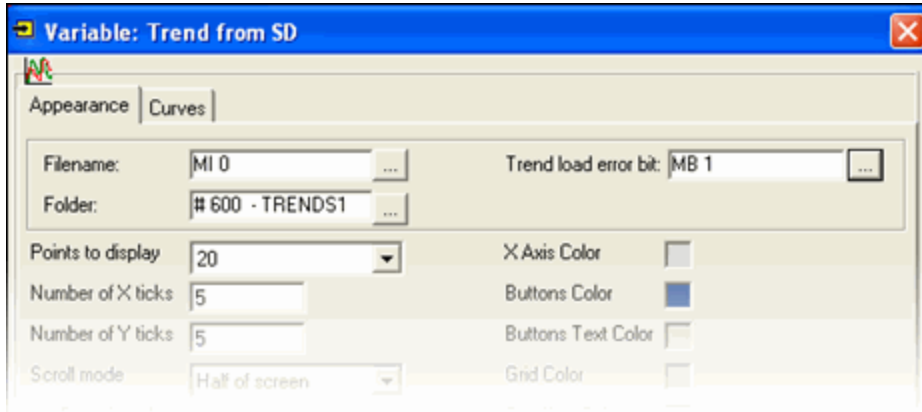 Variable: Trend from SD
Appearance Curves
Filename: MI 0 ... Trend load error bit: MB 1 ...
Folder: # 600 - TRENDS1 ...
Points to display 20 X Axis Color
Number of X ticks 5 Buttons Color
Number of Y ticks 5 Buttons Text Color
Scroll mode Half of screen Grid Color